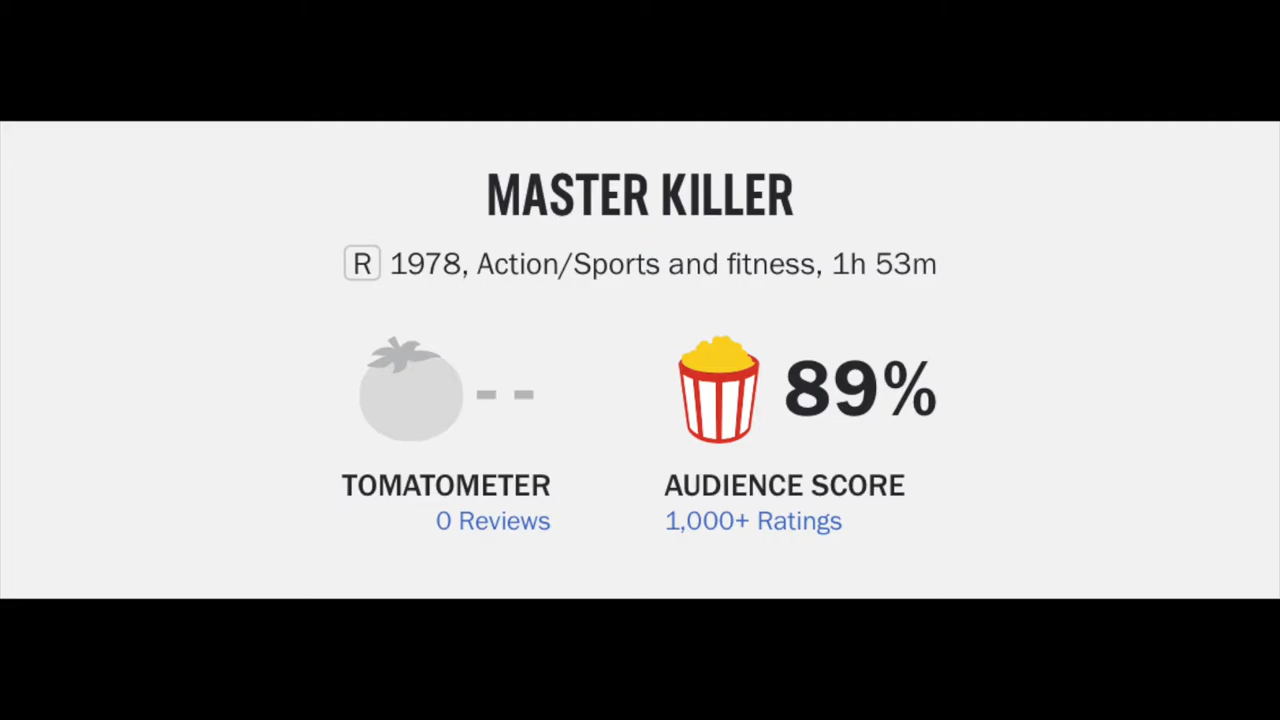 MASTER KILLER
R 1978, Action/Sports and fitness, 1h 53m
- - 89%
TOMATOMETER AUDIENCE SCORE
0 Reviews 1,000+ Ratings